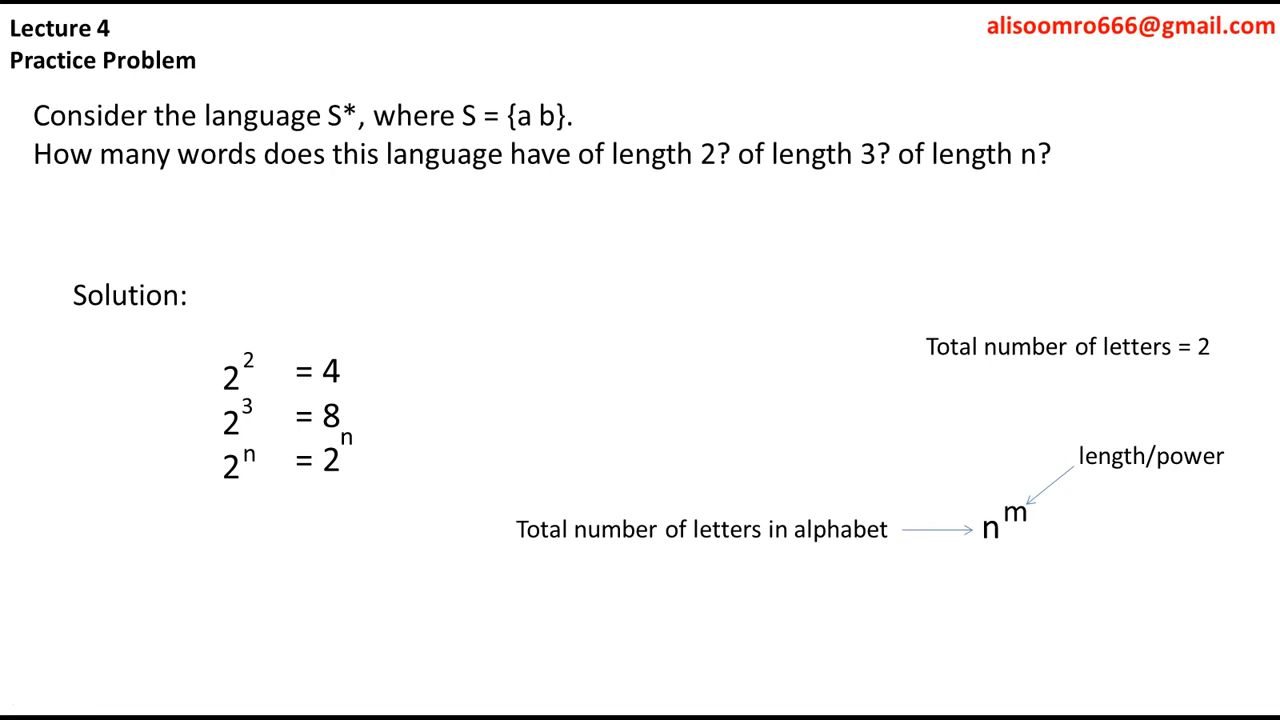 Lecture 4
alisoomro666@gmail.com
Practice Problem
Consider the language S*, where S = {a b}.
How many words does this language have of length 2? of length 3? of length n?
Solution:
Total number of letters = 2
2² = 4
2³ = 8
2ⁿ = 2ⁿ
length/power
Total number of letters in alphabet
nᵐ